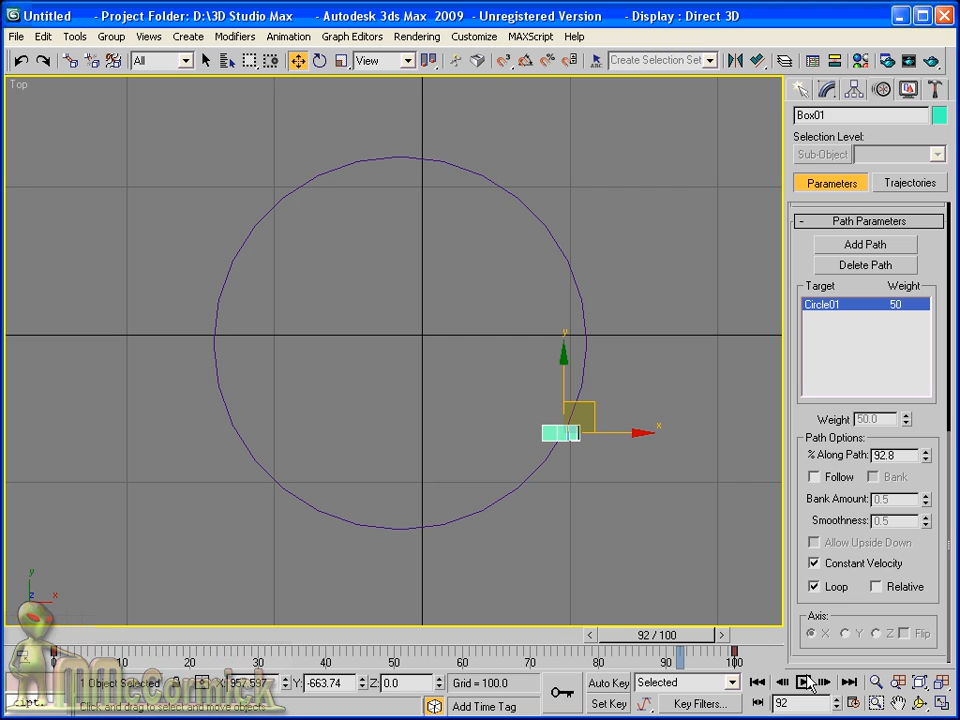 Untitled - Project Folder: D:\3D Studio Max - Autodesk 3ds Max 2009 - Unregistered Version - Display : Direct 3D
File Edit Tools Group Views Create Modifiers Animation Graph Editors Rendering Customize MAXScript Help
All View Create Selection Set
Top
Box01
Selection Level:
Sub-Object
Parameters Trajectories
- Path Parameters
Add Path
Delete Path
Target Weight
Circle01 50
Weight 50.0
Path Options:
% Along Path: 92.8
Follow Bank
Bank Amount: 0.5
Smoothness: 0.5
Allow Upside Down
Constant Velocity
Loop Relative
Axis:
X Y Z Flip
y
x
y
z x
< 92 / 100 >
0 10 20 30 40 50 60 70 80 90 100
1 Object Selected X: 957.597 Y: -663.74 Z: 0.0 Grid = 100.0 Auto Key Selected
McCormick
Click and drag to select and move objects Add Time Tag Set Key Key Filters... 92